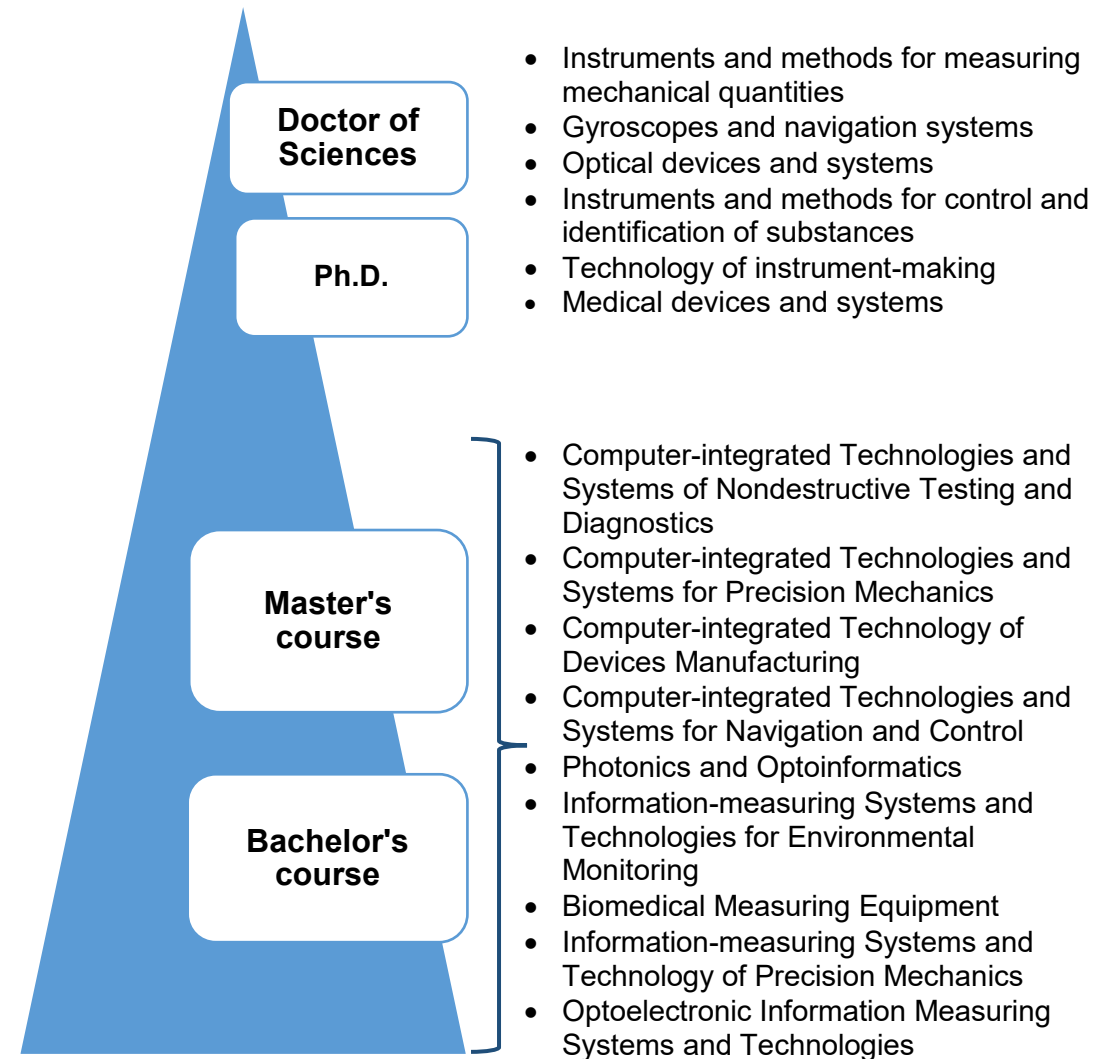 Doctor of
Sciences
Ph.D.
• Instruments and methods for measuring
mechanical quantities
• Gyroscopes and navigation systems
• Optical devices and systems
• Instruments and methods for control and
identification of substances
• Technology of instrument-making
• Medical devices and systems
Master's
course
Bachelor's
course
• Computer-integrated Technologies and
Systems of Nondestructive Testing and
Diagnostics
• Computer-integrated Technologies and
Systems for Precision Mechanics
• Computer-integrated Technology of
Devices Manufacturing
• Computer-integrated Technologies and
Systems for Navigation and Control
• Photonics and Optoinformatics
• Information-measuring Systems and
Technologies for Environmental
Monitoring
• Biomedical Measuring Equipment
• Information-measuring Systems and
Technology of Precision Mechanics
• Optoelectronic Information Measuring
Systems and Technologies